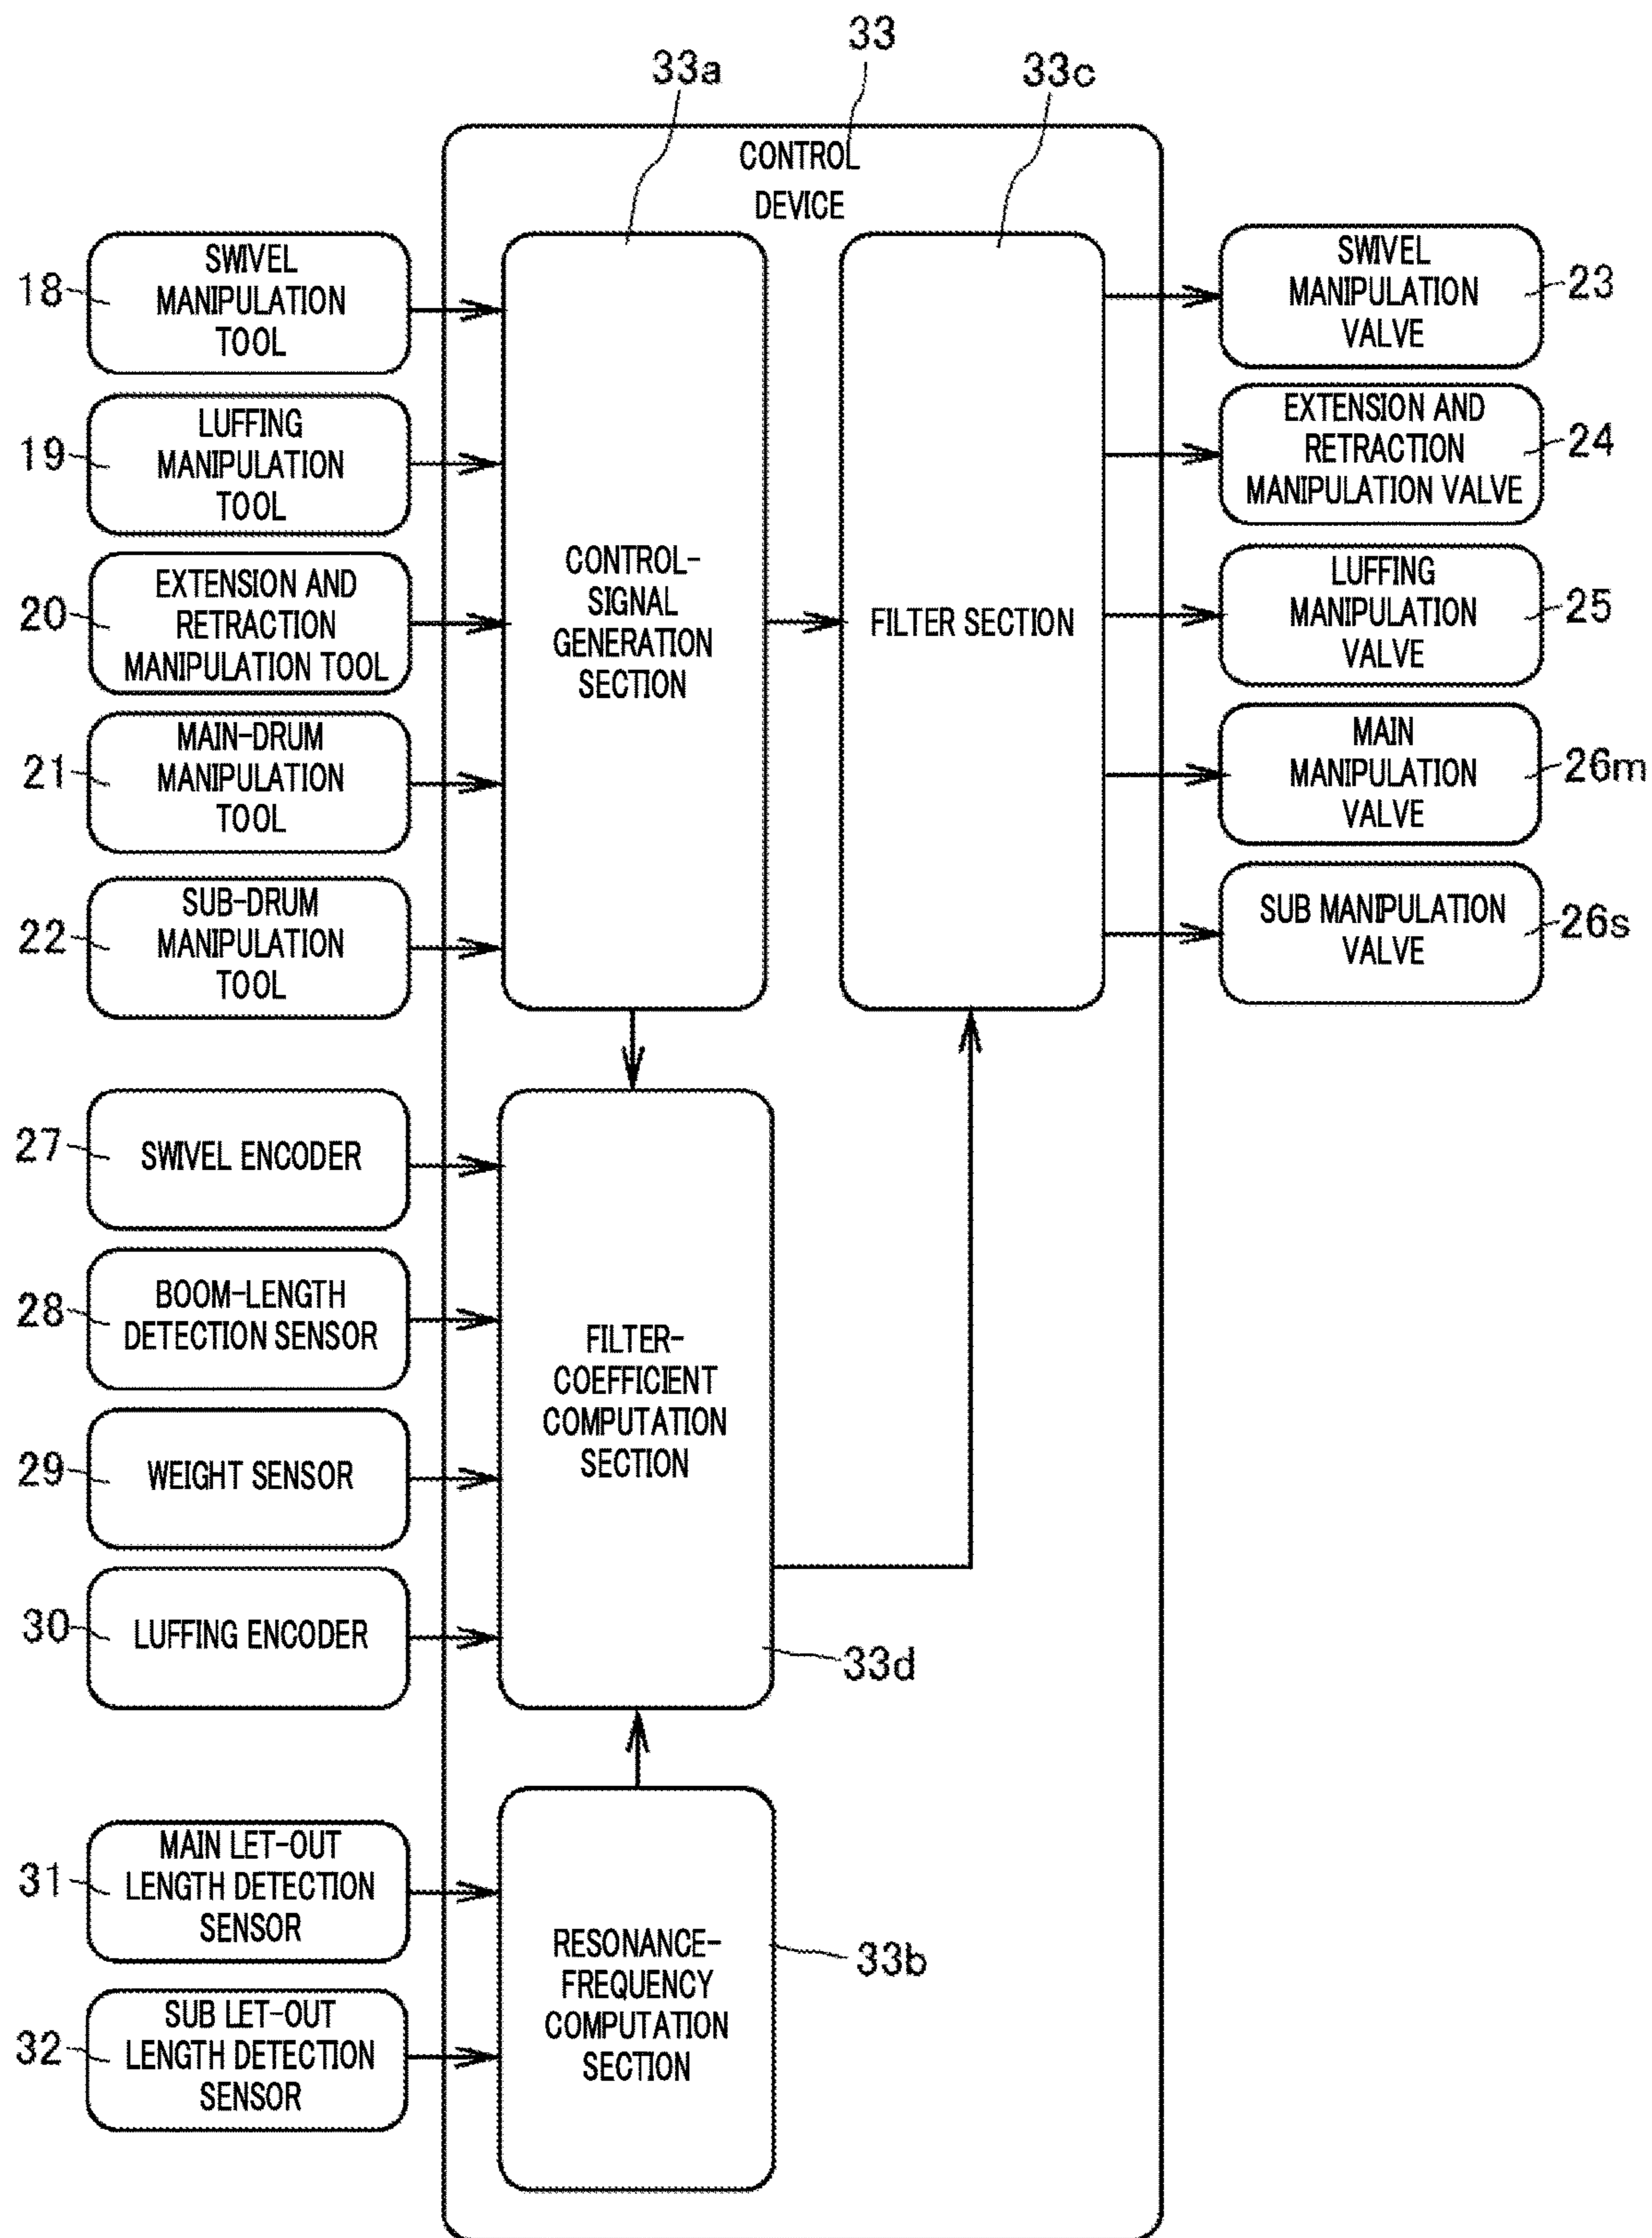 33
33a
33c
CONTROL
DEVICE
18
SWIVEL
MANIPULATION
TOOL
19
LUFFING
MANIPULATION
TOOL
20
EXTENSION AND
RETRACTION
MANIPULATION TOOL
21
MAIN-DRUM
MANIPULATION
TOOL
22
SUB-DRUM
MANIPULATION
TOOL
CONTROL-
SIGNAL
GENERATION
SECTION
FILTER SECTION
SWIVEL
MANIPULATION
VALVE
23
EXTENSION AND
RETRACTION
MANIPULATION VALVE
24
LUFFING
MANIPULATION
VALVE
25
MAIN
MANIPULATION
VALVE
26m
SUB MANIPULATION
VALVE
26s
27
SWIVEL ENCODER
28
BOOM-LENGTH
DETECTION SENSOR
29
WEIGHT SENSOR
30
LUFFING ENCODER
FILTER-
COEFFICIENT
COMPUTATION
SECTION
33d
31
MAIN LET-OUT
LENGTH DETECTION
SENSOR
32
SUB LET-OUT
LENGTH DETECTION
SENSOR
RESONANCE-
FREQUENCY
COMPUTATION
SECTION
33b